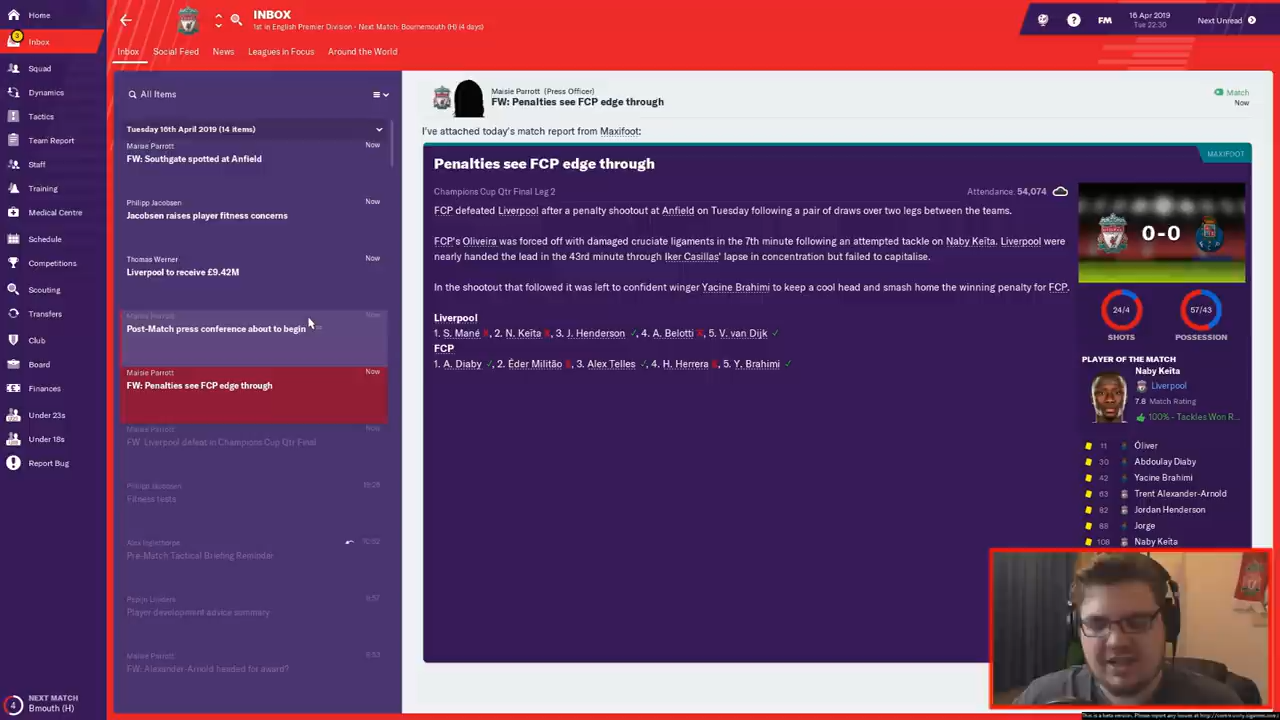 Home
3
Inbox
Squad
Dynamics
Tactics
Team Report
Staff
Training
Medical Centre
Schedule
Competitions
Scouting
Transfers
Club
Board
Finances
Under 23s
Under 18s
Report Bug
4
NEXT MATCH
Bmouth (H)
INBOX
1st in English Premier Division - Next Match: Bournemouth (H) (4 days)
?
FM
16 Apr 2019
Tue 22:30
Next Unread
Inbox
Social Feed
News
Leagues in Focus
Around the World
All Items
Tuesday 16th April 2019 (14 items)
Maisie Parrott
Now
FW: Southgate spotted at Anfield
Philipp Jacobsen
Now
Jacobsen raises player fitness concerns
Thomas Werner
Now
Liverpool to receive £9.42M
Maisie Parrott
Now
Post-Match press conference about to begin
Maisie Parrott
Now
FW: Penalties see FCP edge through
Maisie Parrott
Now
FW: Liverpool defeat in Champions Cup Qtr Final
Philipp Jacobsen
Fitness tests
Alex Inglethorpe
Pre-Match Tactical Briefing Reminder
Pepijn Lijnders
Player development advice summary
Maisie Parrott
FW: Alexander-Arnold headed for award?
Maisie Parrott (Press Officer)
FW: Penalties see FCP edge through
Match
Now
I've attached today's match report from Maxifoot:
Penalties see FCP edge through
MAXIFOOT
Champions Cup Qtr Final Leg 2
Attendance: 54,074
FCP defeated Liverpool after a penalty shootout at Anfield on Tuesday following a pair of draws over two legs between the teams.
FCP's Oliveira was forced off with damaged cruciate ligaments in the 7th minute following an attempted tackle on Naby Keïta. Liverpool were
nearly handed the lead in the 43rd minute through Iker Casillas' lapse in concentration but failed to capitalise.
In the shootout that followed it was left to confident winger Yacine Brahimi to keep a cool head and smash home the winning penalty for FCP.
Liverpool
1. S. Mané, 2. N. Keïta, 3. J. Henderson, 4. A. Belotti, 5. V. van Dijk
FCP
1. A. Diaby, 2. Éder Militão, 3. Alex Telles, 4. H. Herrera, 5. Y. Brahimi
0-0
24/4
57/43
SHOTS
POSSESSION
PLAYER OF THE MATCH
Naby Keïta
Liverpool
7.8 Match Rating
100% - Tackles Won R...
11 Óliver
30 Abdoulay Diaby
42 Yacine Brahimi
63 Trent Alexander-Arnold
82 Jordan Henderson
88 Jorge
108 Naby Keïta